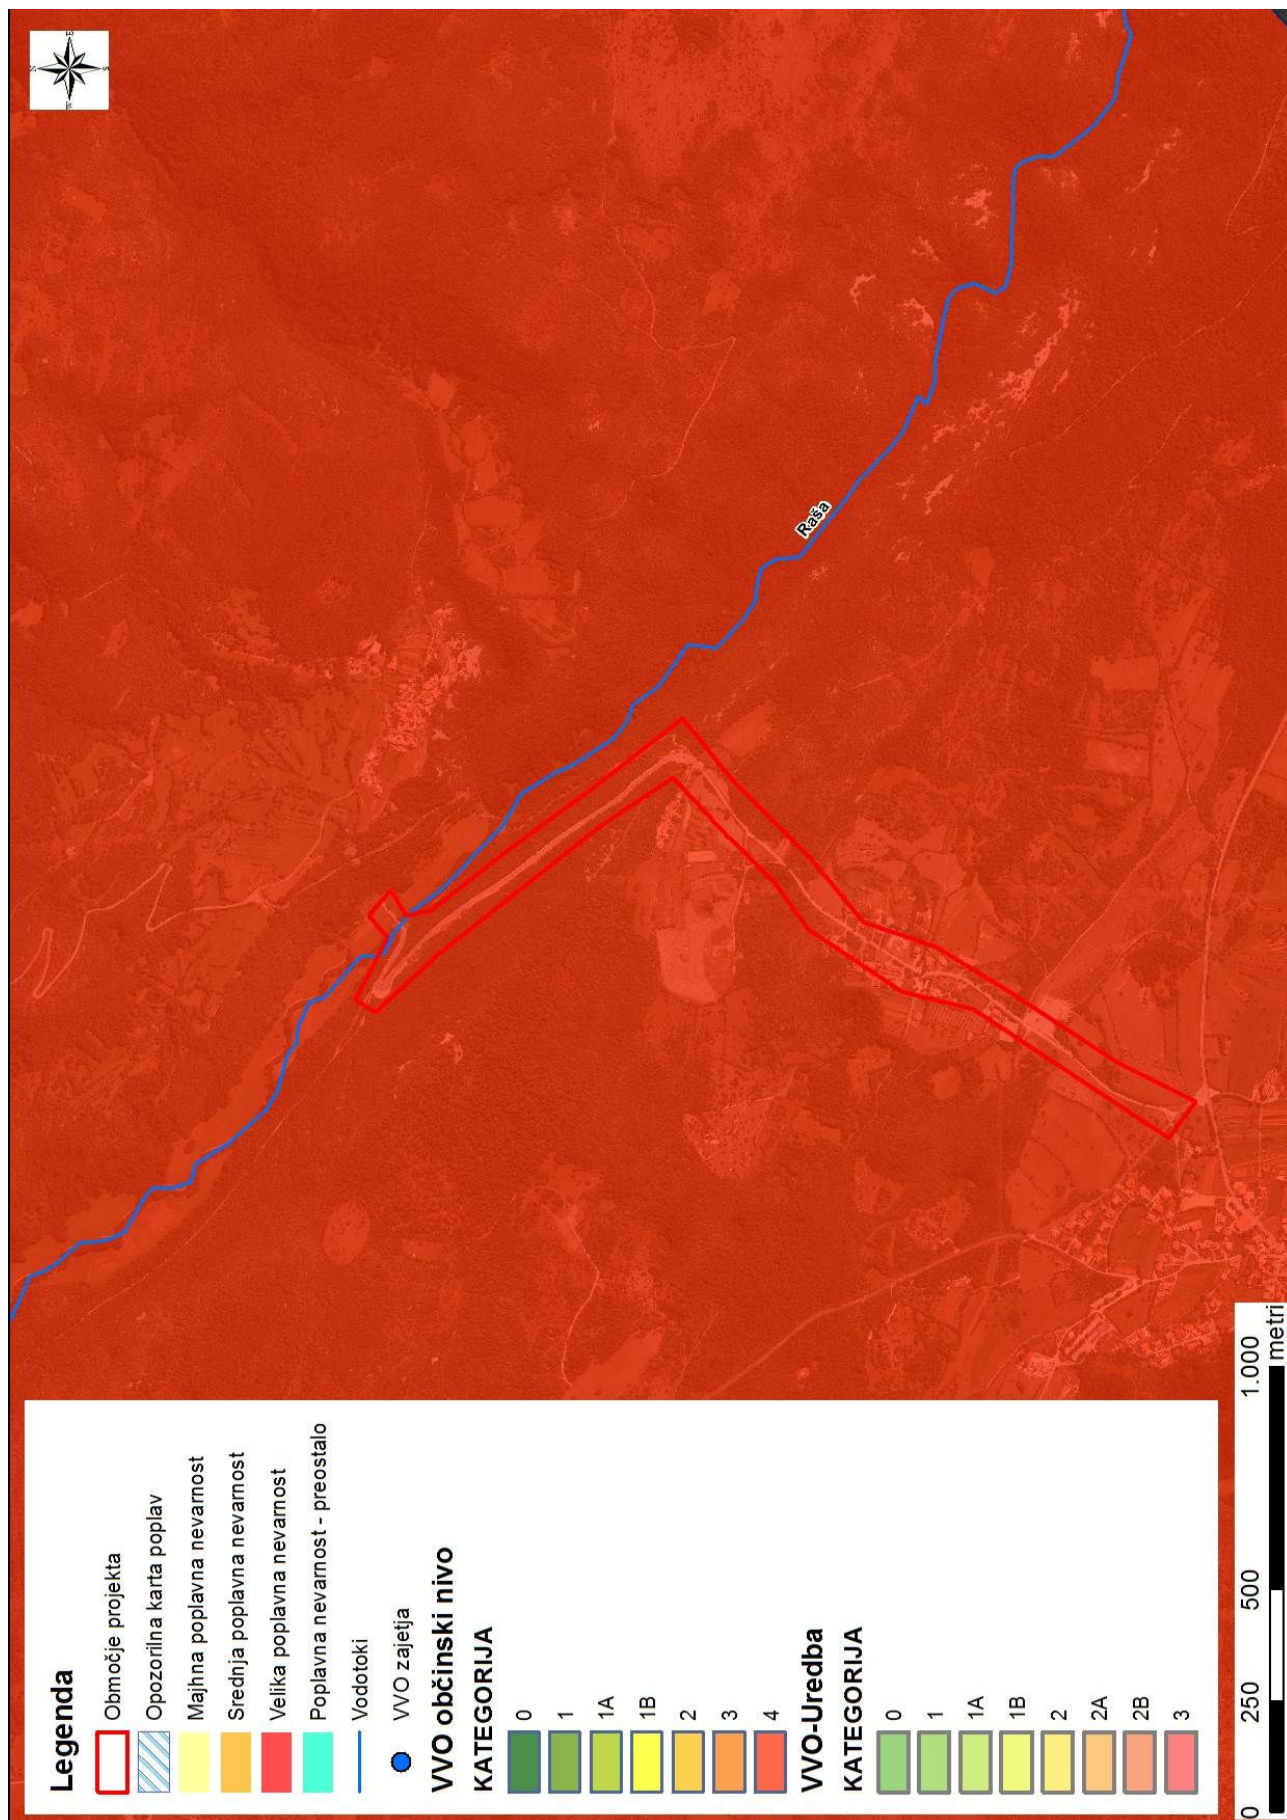 Legenda
Območje projekta
Opozorilna karta poplav
Majhna poplavna nevarnost
Srednja poplavna nevarnost
Velika poplavna nevarnost
Poplavna nevarnost - preostalo
Vodotoki
VVO zajetja
VVO občinski nivo
KATEGORIJA
0
1
1A
1B
2
3
4
VVO-Uredba
KATEGORIJA
0
1
1A
1B
2
2A
2B
3
0 250 500 1.000
metri
Raša
N
W E
S